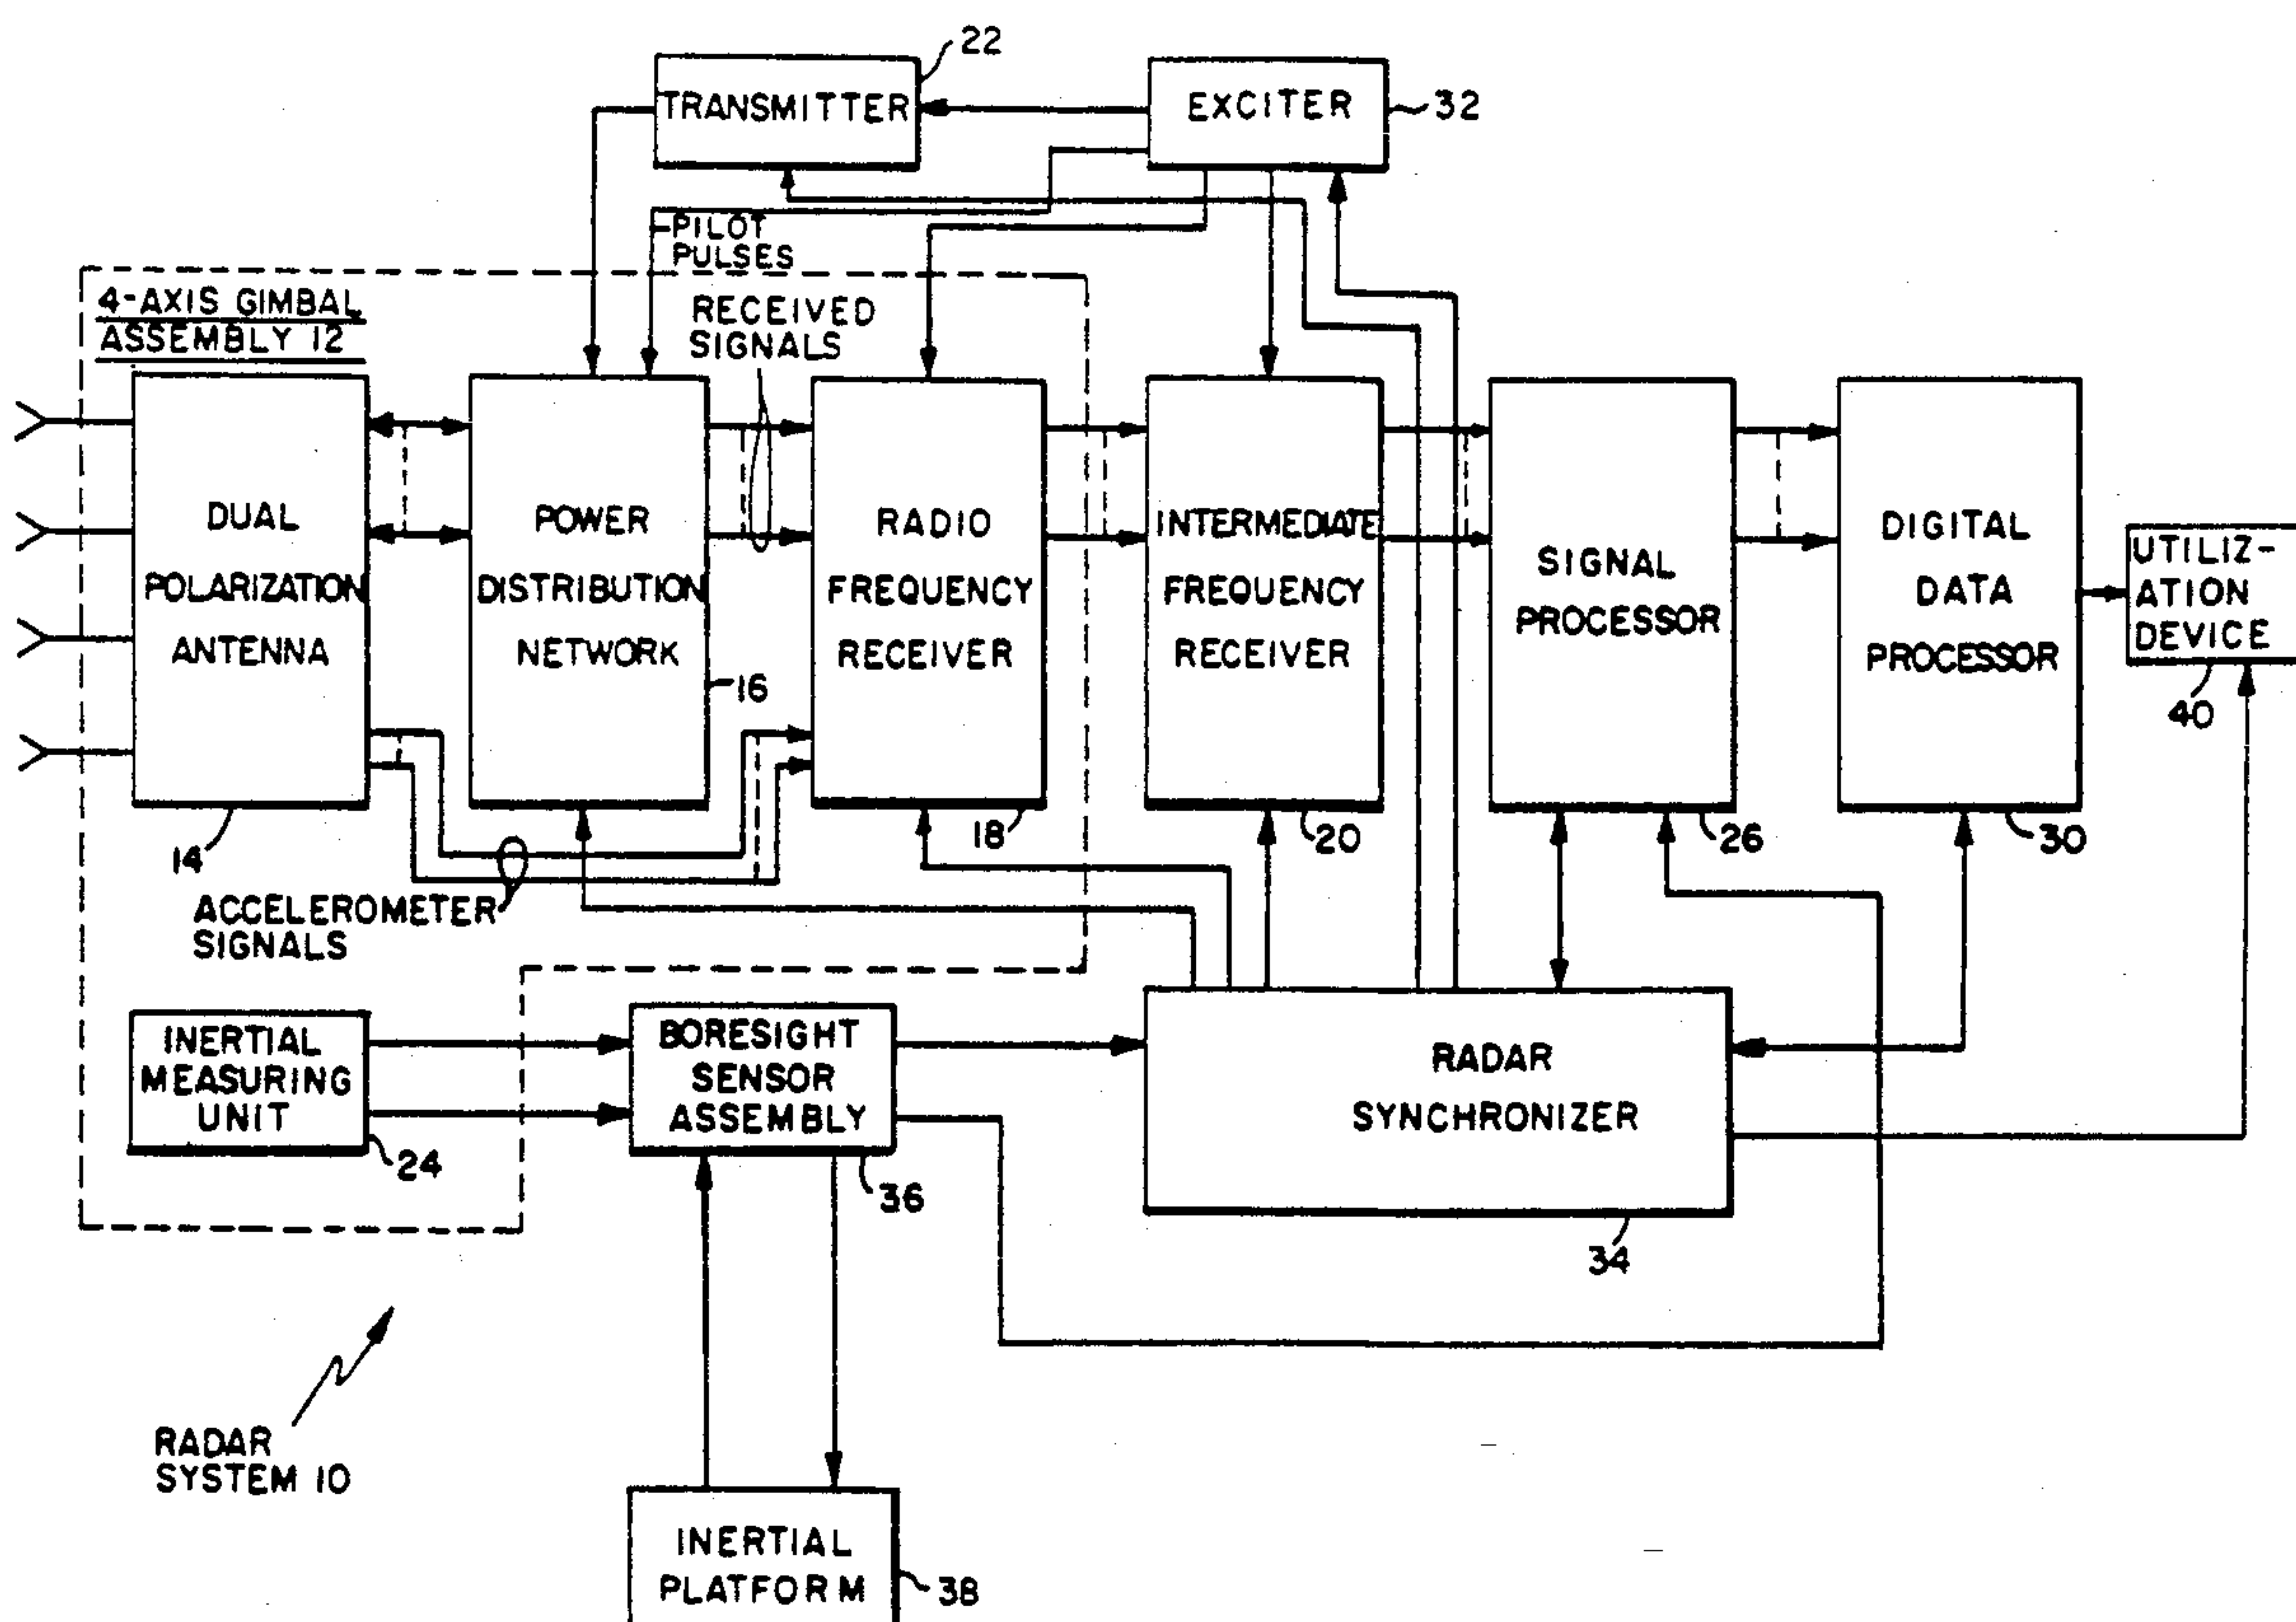 22
TRANSMITTER
EXCITER
32
PILOT
PULSES
4-AXIS GIMBAL
ASSEMBLY 12
RECEIVED
SIGNALS
DUAL
POLARIZATION
ANTENNA
14
POWER
DISTRIBUTION
NETWORK
16
RADIO
FREQUENCY
RECEIVER
18
INTERMEDIATE
FREQUENCY
RECEIVER
20
SIGNAL
PROCESSOR
26
DIGITAL
DATA
PROCESSOR
30
UTILIZ-
ATION
DEVICE
40
ACCELEROMETER
SIGNALS
INERTIAL
MEASURING
UNIT
24
BORESIGHT
SENSOR
ASSEMBLY
36
RADAR
SYNCHRONIZER
34
RADAR
SYSTEM 10
INERTIAL
PLATFORM
38